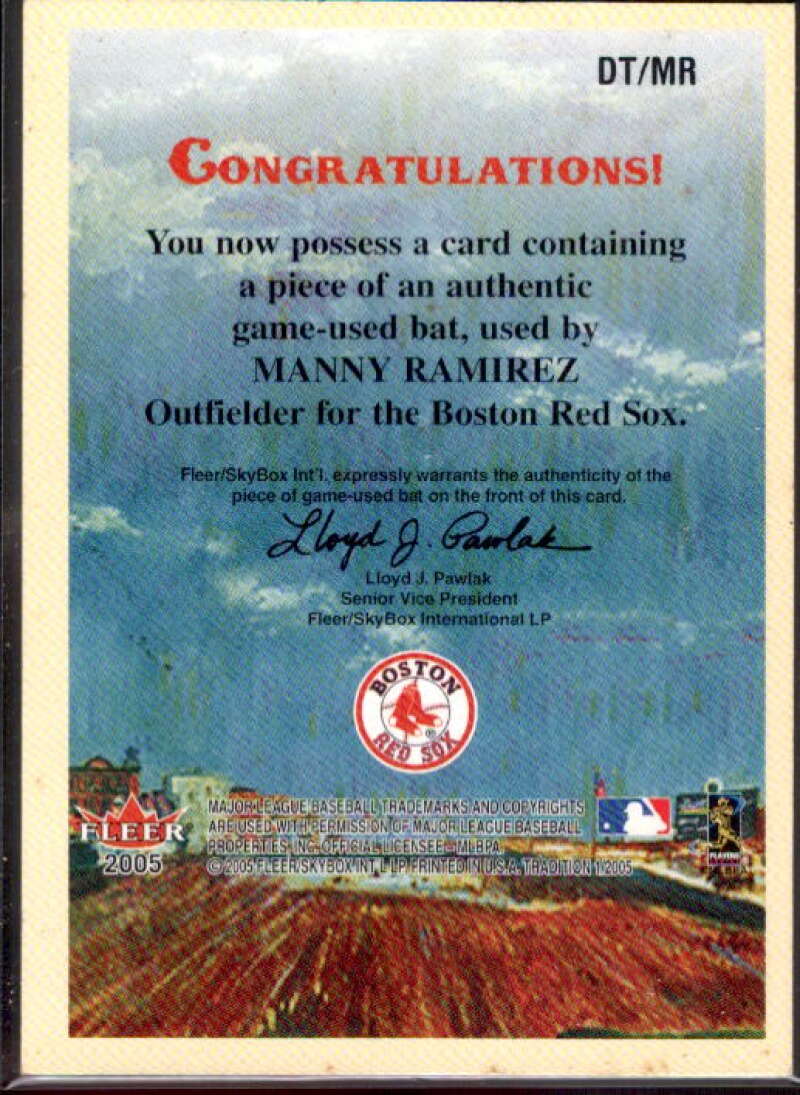 DT/MR
CONGRATULATIONS!
You now possess a card containing
a piece of an authentic
game-used bat, used by
MANNY RAMIREZ
Outfielder for the Boston Red Sox.
Fleer/SkyBox Int'l. expressly warrants the authenticity of the
piece of game-used bat on the front of this card.
Lloyd J. Pawlak
Lloyd J. Pawlak
Senior Vice President
Fleer/SkyBox International LP
BOSTON
RED SOX
®
FLEER
2005
MAJOR LEAGUE BASEBALL TRADEMARKS AND COPYRIGHTS
ARE USED WITH PERMISSION OF MAJOR LEAGUE BASEBALL
PROPERTIES INC. OFFICIAL LICENSEE - MLBPA
© 2005 FLEER/SKYBOX INT'L LP. PRINTED IN U.S.A. TRADITION 1/2005
PLAYERS